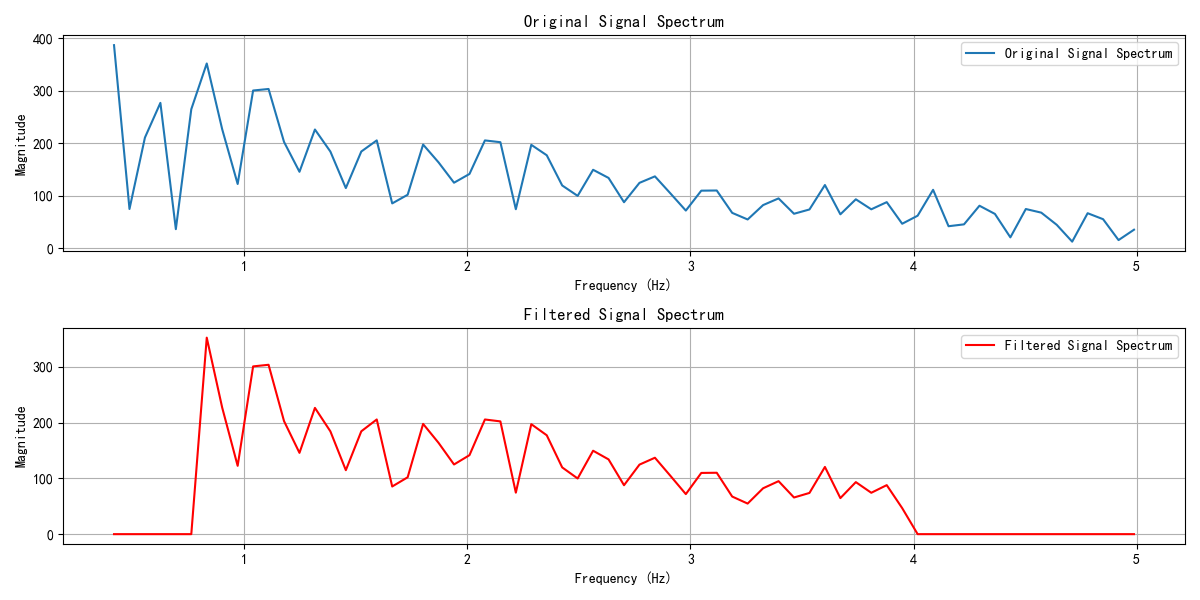 Original Signal Spectrum
Original Signal Spectrum
Magnitude
400
300
200
100
0
1 2 3 4 5
Frequency (Hz)
Filtered Signal Spectrum
Filtered Signal Spectrum
Magnitude
300
200
100
0
1 2 3 4 5
Frequency (Hz)